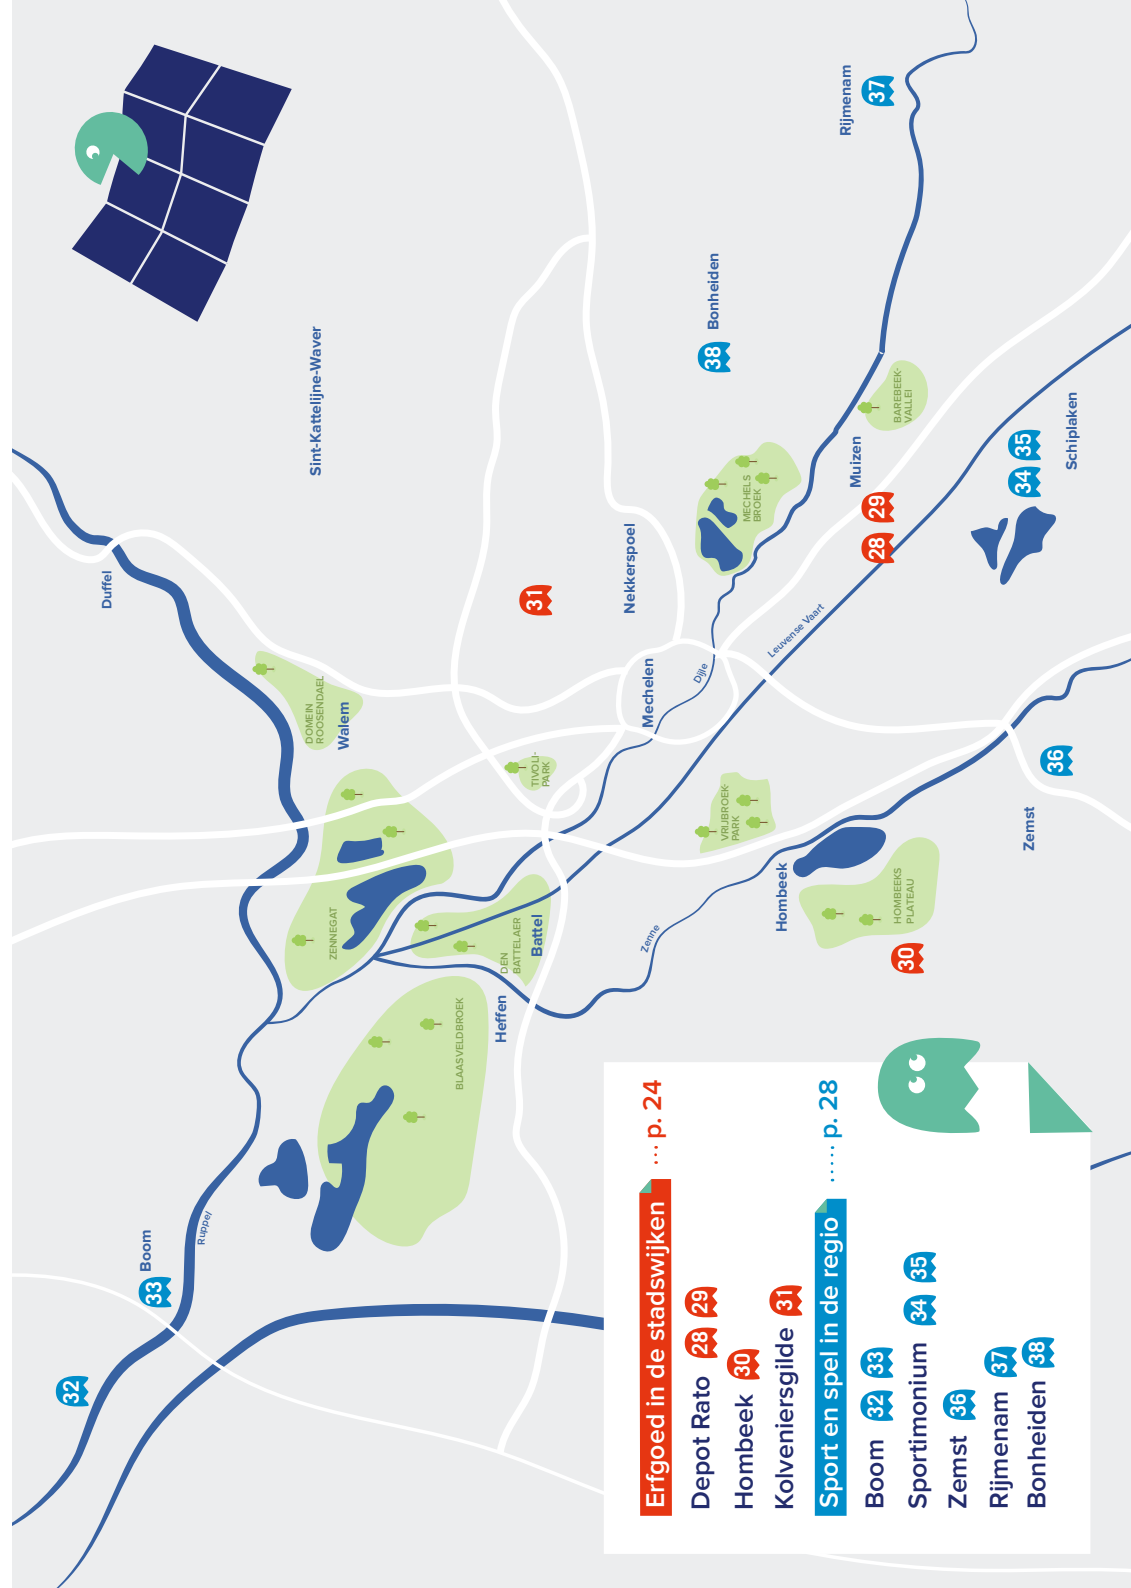 Boom
33
32
Ruppel
Duffel
Sint-Kattelijne-Waver
Rijmenam
37
Bonheiden
38
DOMEIN
ROOSENDAEL
Walem
ZENNEGAT
BLAASVELDBROEK
Heffen
DEN
BATTELAER
Battel
TIVOLI-
PARK
31
Nekkerspoel
Mechelen
Dijle
MECHELS
BROEK
BAREBEEK-
VALLEI
Muizen
28 29
Leuvense Vaart
34 35
Schiplaken
VRIJBROEK-
PARK
Zenne
Hombeek
HOMBEEKS
PLATEAU
30
36
Zemst
Erfgoed in de stadswijken ... p. 24
Depot Rato 28 29
Hombeek 30
Kolveniersgilde 31
Sport en spel in de regio ..... p. 28
Boom 32 33
Sportimonium 34 35
Zemst 36
Rijmenam 37
Bonheiden 38